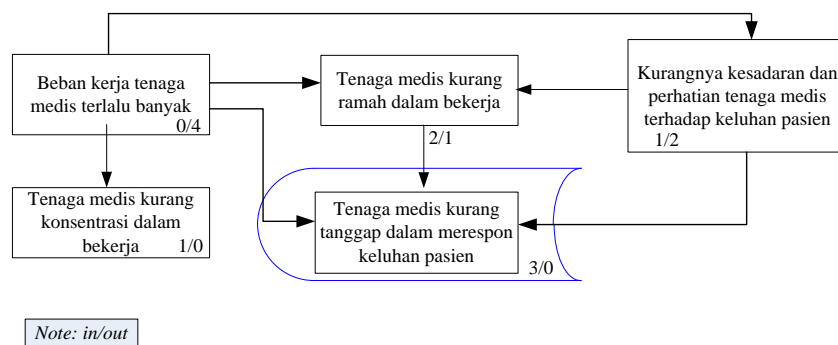 Beban kerja tenaga
medis terlalu banyak
0/4
Tenaga medis kurang
ramah dalam bekerja
2/1
Kurangnya kesadaran dan
perhatian tenaga medis
terhadap keluhan pasien
1/2
Tenaga medis kurang
konsentrasi dalam
bekerja 1/0
Tenaga medis kurang
tanggap dalam merespon
keluhan pasien
3/0
Note: in/out